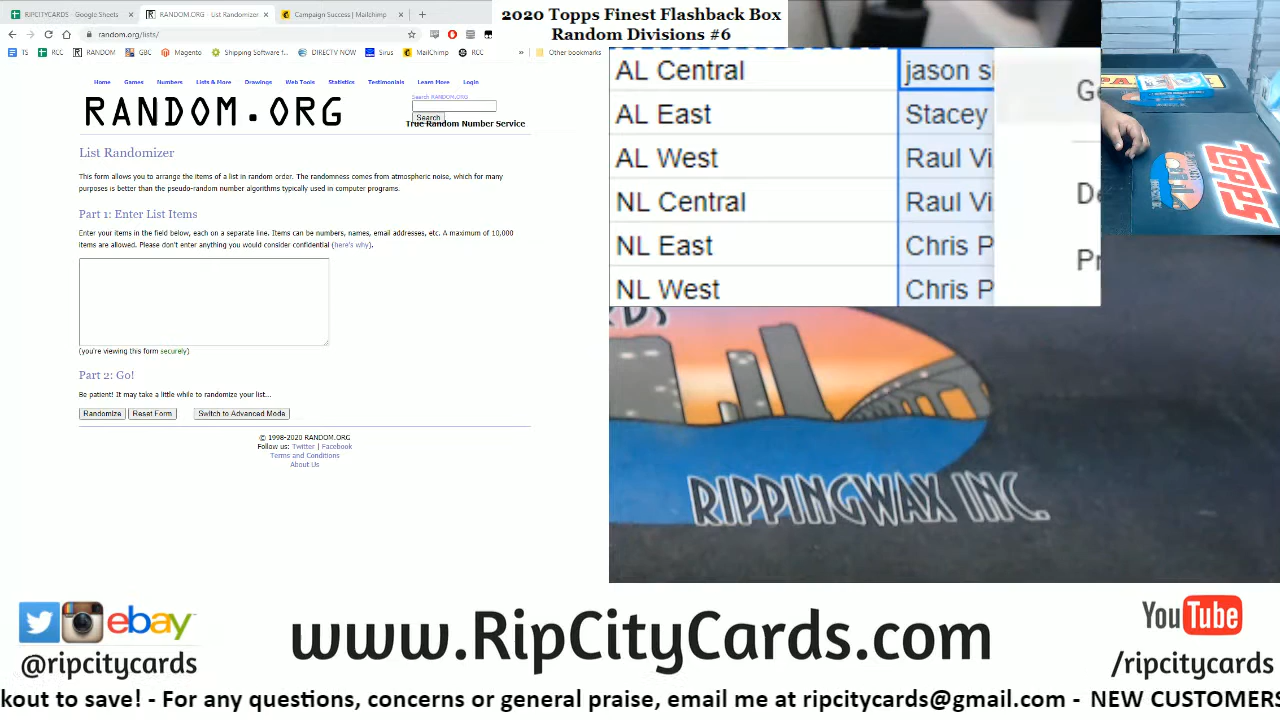 RIPCITYCARDS - Google Sheets
RANDOM.ORG - List Randomizer
Campaign Success | Mailchimp
random.org/lists/
TS RCC RANDOM GBC Magento Shipping Software f... DIRECTV NOW Sirus MailChimp RCC » Other bookmarks
Home Games Numbers Lists & More Drawings Web Tools Statistics Testimonials Learn More Login
RANDOM.ORG
Search RANDOM.ORG
Search
True Random Number Service
List Randomizer
This form allows you to arrange the items of a list in random order. The randomness comes from atmospheric noise, which for many
purposes is better than the pseudo-random number algorithms typically used in computer programs.
Part 1: Enter List Items
Enter your items in the field below, each on a separate line. Items can be numbers, names, email addresses, etc. A maximum of 10,000
items are allowed. Please don't enter anything you would consider confidential (here's why).
(you're viewing this form securely)
Part 2: Go!
Be patient! It may take a little while to randomize your list...
Randomize Reset Form Switch to Advanced Mode
© 1998-2020 RANDOM.ORG
Follow us: Twitter | Facebook
Terms and Conditions
About Us
2020 Topps Finest Flashback Box
Random Divisions #6
AL Central jason
AL East Stacey
AL West Raul Vi
NL Central Raul Vi
NL East Chris P
NL West Chris P
Ge
De
Pr
topps
RIPPINGWAX INC.
ebay
@ripcitycards
www.RipCityCards.com
YouTube
/ripcitycards
kout to save! - For any questions, concerns or general praise, email me at ripcitycards@gmail.com - NEW CUSTOMERS